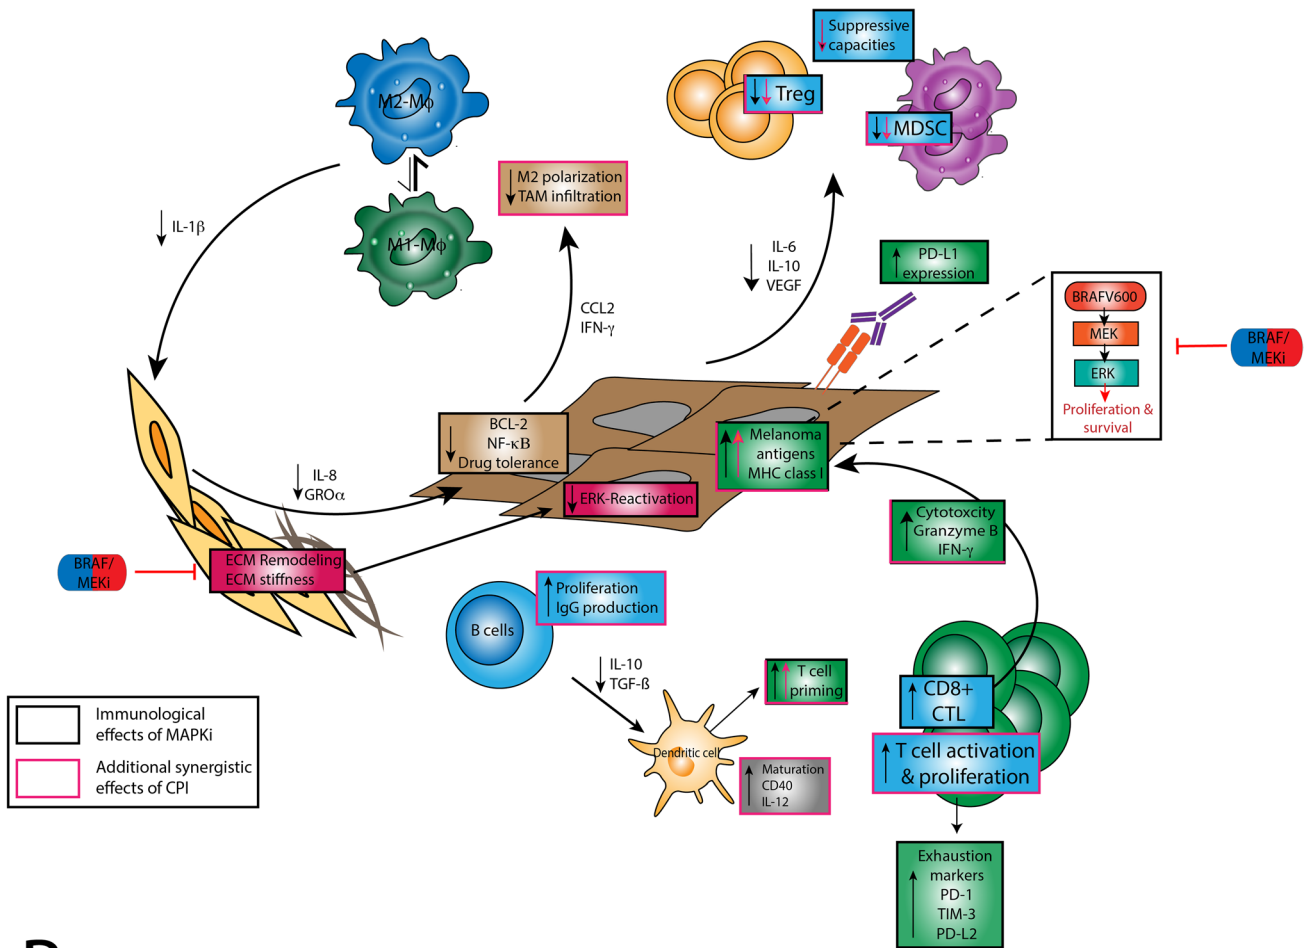 Suppressive
capacities
M2-Mϕ
Treg
MDSC
M2 polarization
TAM infiltration
IL-1β
M1-Mϕ
IL-6
IL-10
VEGF
PD-L1
expression
CCL2
IFN-γ
BRAFV600
MEK
ERK
Proliferation &
survival
BRAF/
MEKi
BCL-2
NF-κB
Drug tolerance
Melanoma
antigens
MHC class I
IL-8
GROα
ERK-Reactivation
Cytotoxcity
Granzyme B
IFN-γ
BRAF/
MEKi
ECM Remodeling
ECM stiffness
Proliferation
IgG production
B cells
IL-10
TGF-ß
T cell
priming
CD8+
CTL
Dendritic cell
Maturation
CD40
IL-12
T cell activation
& proliferation
Immunological
effects of MAPKi
Additional synergistic
effects of CPI
Exhaustion
markers
PD-1
TIM-3
PD-L2